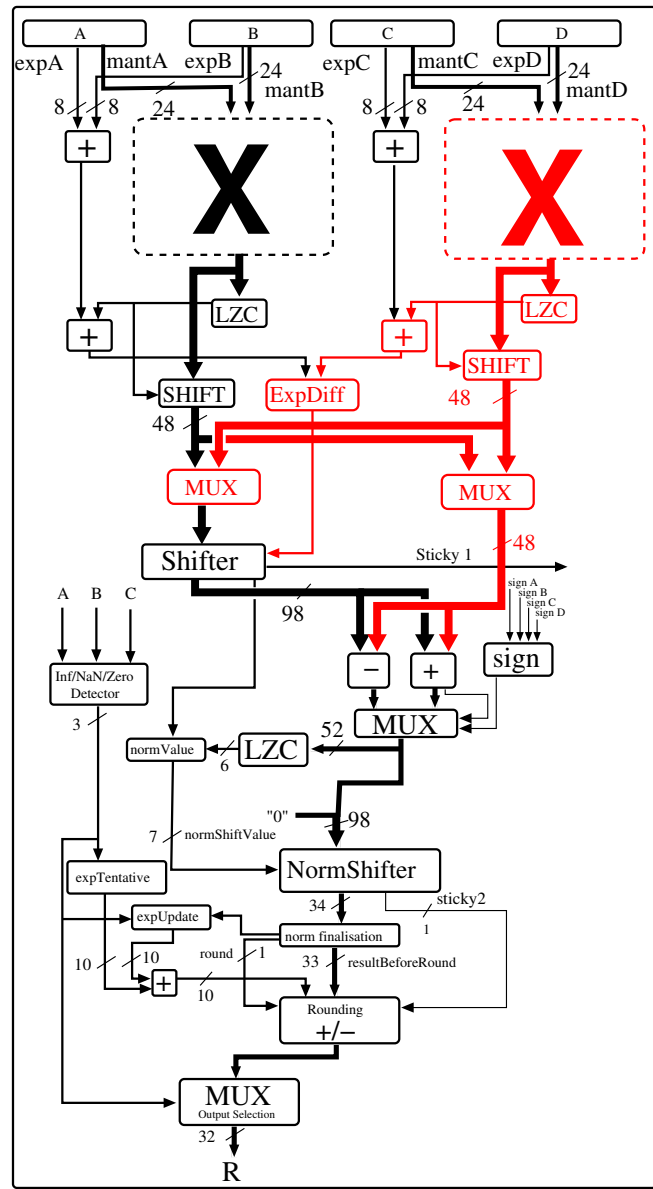 A B C D
expA mantA expB expC mantC expD
24 24
mantB mantD
8 8 24 8 8 24
+ +
X X
LZC LZC
+ +
SHIFT
SHIFT ExpDiff
48 48
MUX MUX
Shifter
48
Sticky 1
98
sign A
sign B
sign C
sign D
A B C
− + sign
Inf/NaN/Zero
Detector
3
MUX
normValue 6 LZC 52
"0" 98
7 normShiftValue
NormShifter
expTentative
34 sticky2
1
expUpdate
norm finalisation
10 10 round 1 33 resultBeforeRound
+ 10
Rounding
+/−
MUX
Output Selection
32
R